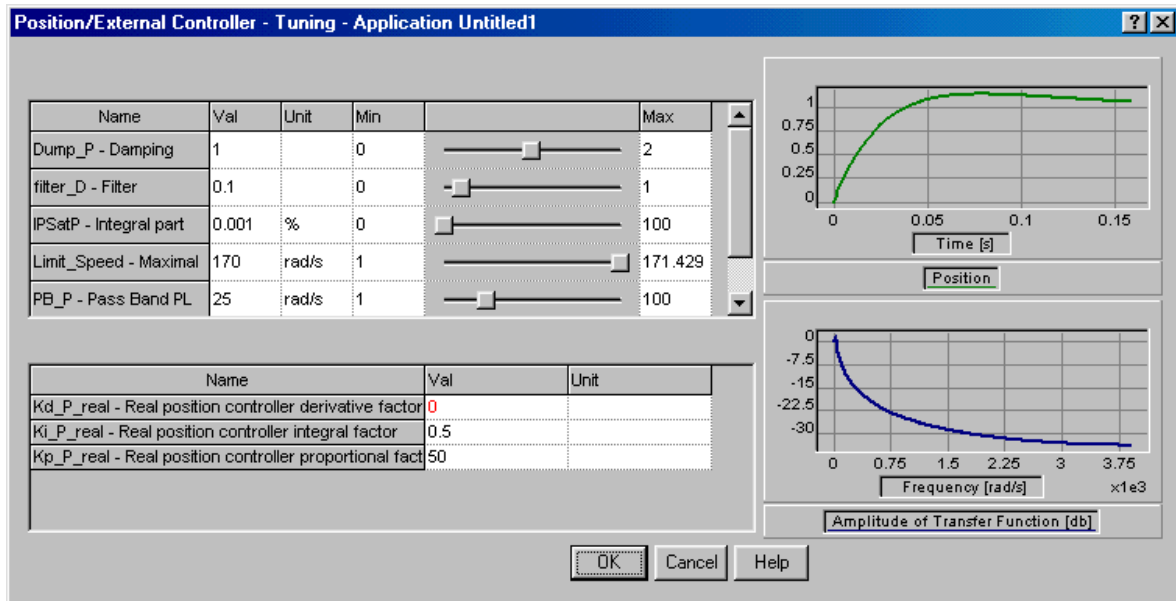 Position/External Controller - Tuning - Application Untitled1
Name Val Unit Min Max
Dump_P - Damping 1 0 2
filter_D - Filter 0.1 0 1
IPSatP - Integral part 0.001 % 0 100
Limit_Speed - Maximal 170 rad/s 1 171.429
PB_P - Pass Band PL 25 rad/s 1 100
Name Val Unit
Kd_P_real - Real position controller derivative factor 0
Ki_P_real - Real position controller integral factor 0.5
Kp_P_real - Real position controller proportional fact 50
1
0.75
0.5
0.25
0
0 0.05 0.1 0.15
Time [s]
Position
0
-7.5
-15
-22.5
-30
0 0.75 1.5 2.25 3 3.75
Frequency [rad/s] ×1e3
Amplitude of Transfer Function [db]
OK Cancel Help